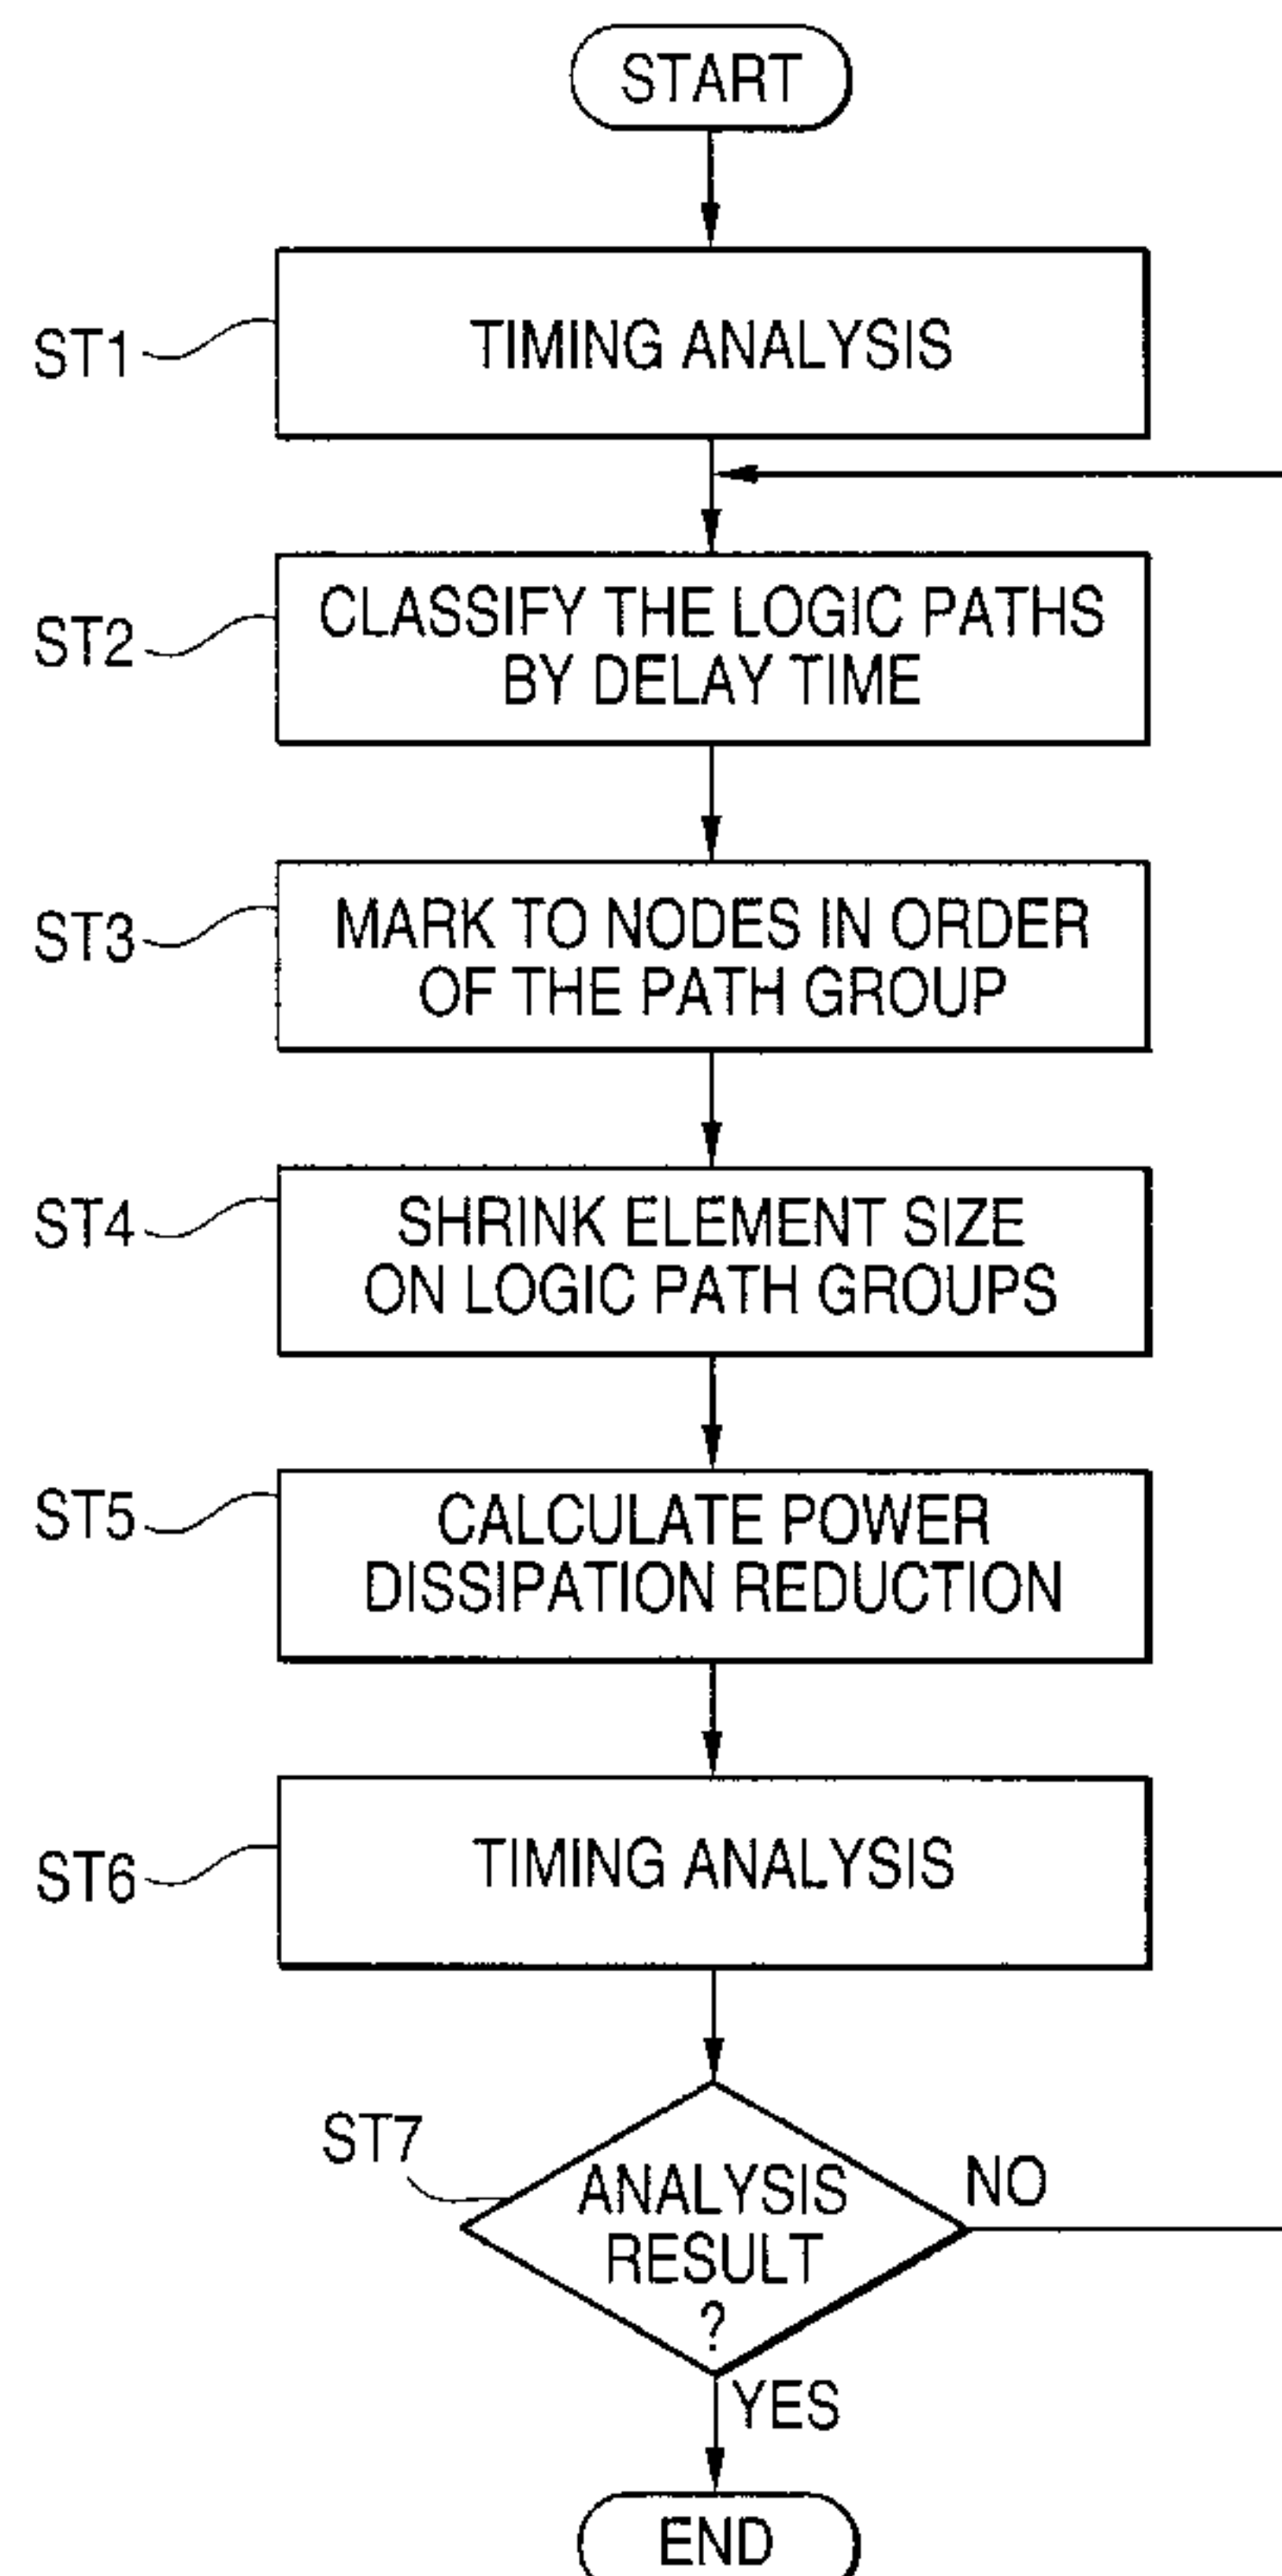 START
ST1
TIMING ANALYSIS
ST2
CLASSIFY THE LOGIC PATHS
BY DELAY TIME
ST3
MARK TO NODES IN ORDER
OF THE PATH GROUP
ST4
SHRINK ELEMENT SIZE
ON LOGIC PATH GROUPS
ST5
CALCULATE POWER
DISSIPATION REDUCTION
ST6
TIMING ANALYSIS
ST7
ANALYSIS
RESULT
?
NO
YES
END